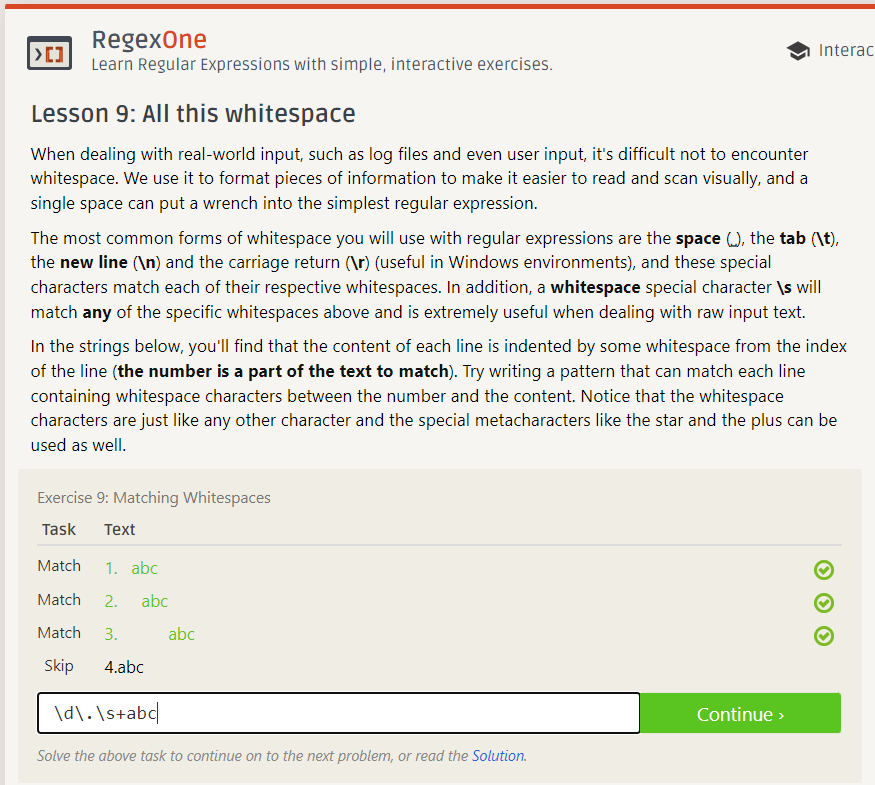 RegexOne
Learn Regular Expressions with simple, interactive exercises.
Interac
Lesson 9: All this whitespace
When dealing with real-world input, such as log files and even user input, it's difficult not to encounter
whitespace. We use it to format pieces of information to make it easier to read and scan visually, and a
single space can put a wrench into the simplest regular expression.
The most common forms of whitespace you will use with regular expressions are the space (␣), the tab (\t),
the new line (\n) and the carriage return (\r) (useful in Windows environments), and these special
characters match each of their respective whitespaces. In addition, a whitespace special character \s will
match any of the specific whitespaces above and is extremely useful when dealing with raw input text.
In the strings below, you'll find that the content of each line is indented by some whitespace from the index
of the line (the number is a part of the text to match). Try writing a pattern that can match each line
containing whitespace characters between the number and the content. Notice that the whitespace
characters are just like any other character and the special metacharacters like the star and the plus can be
used as well.
Exercise 9: Matching Whitespaces
Task Text
Match 1.   abc
Match 2.     abc
Match 3.           abc
Skip 4.abc
\d\.\s+abc
Continue ›
Solve the above task to continue on to the next problem, or read the Solution.